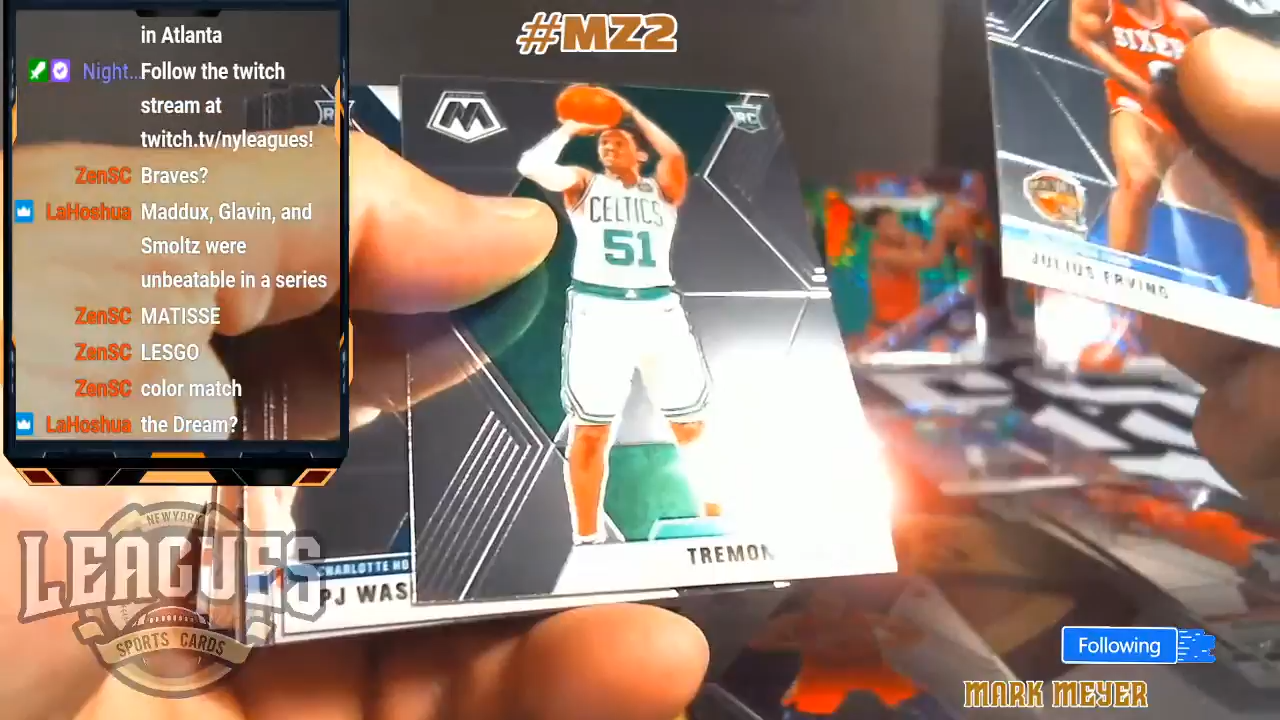 #MZ2
in Atlanta
Night... Follow the twitch
stream at
twitch.tv/nyleagues!
ZenSC Braves?
LaHoshua Maddux, Glavin, and
Smoltz were
unbeatable in a series
ZenSC MATISSE
ZenSC LESGO
ZenSC color match
LaHoshua the Dream?
SIXERS
JULIUS ERVING
RC
CELTICS
51
TREMON
CHARLOTTE HO
PJ WAS
NEW YORK
LEAGUES
SPORTS CARDS
Following
MARK MEYER